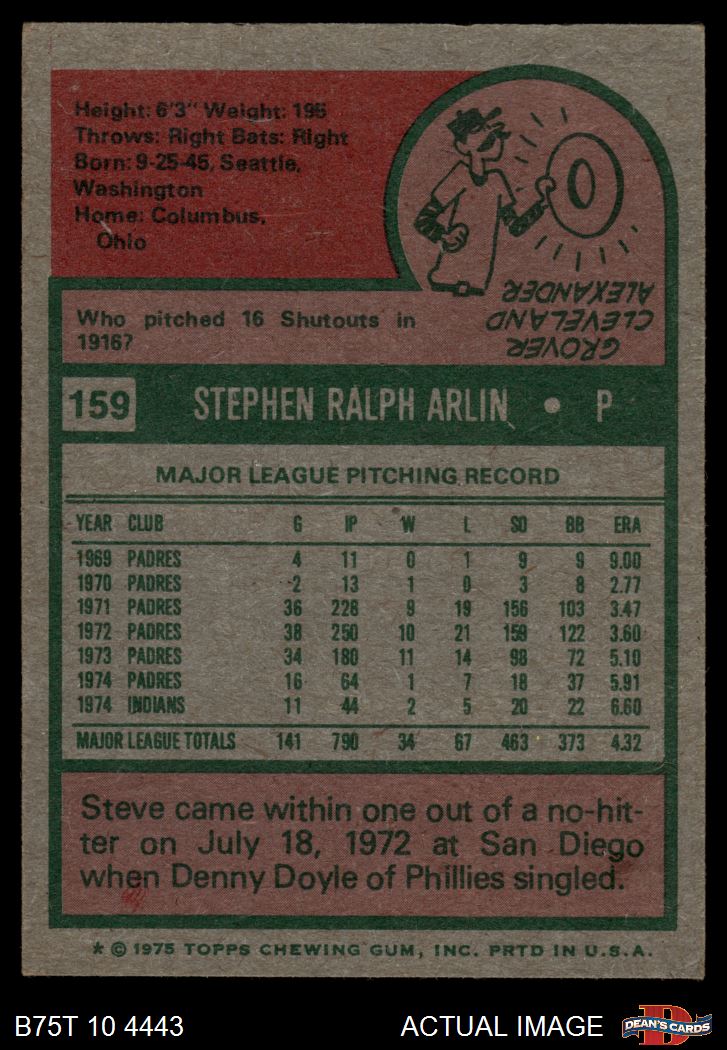 Height: 6'3" Weight: 195
Throws: Right Bats: Right
Born: 9-25-45, Seattle,
Washington
Home: Columbus,
Ohio
Who pitched 16 Shutouts in
1916?
GROVER
CLEVELAND
ALEXANDER
159 STEPHEN RALPH ARLIN • P
MAJOR LEAGUE PITCHING RECORD
YEAR CLUB G IP W L SO BB ERA
1969 PADRES 4 11 0 1 9 9 9.00
1970 PADRES 2 13 1 0 3 8 2.77
1971 PADRES 36 228 9 19 156 103 3.47
1972 PADRES 38 250 10 21 159 122 3.60
1973 PADRES 34 180 11 14 98 72 5.10
1974 PADRES 16 64 1 7 18 37 5.91
1974 INDIANS 11 44 2 5 20 22 6.60
MAJOR LEAGUE TOTALS 141 790 34 67 463 373 4.32
Steve came within one out of a no-hit-
ter on July 18, 1972 at San Diego
when Denny Doyle of Phillies singled.
* © 1975 TOPPS CHEWING GUM, INC. PRTD IN U.S.A.
B75T 10 4443 ACTUAL IMAGE D DEAN'S CARDS